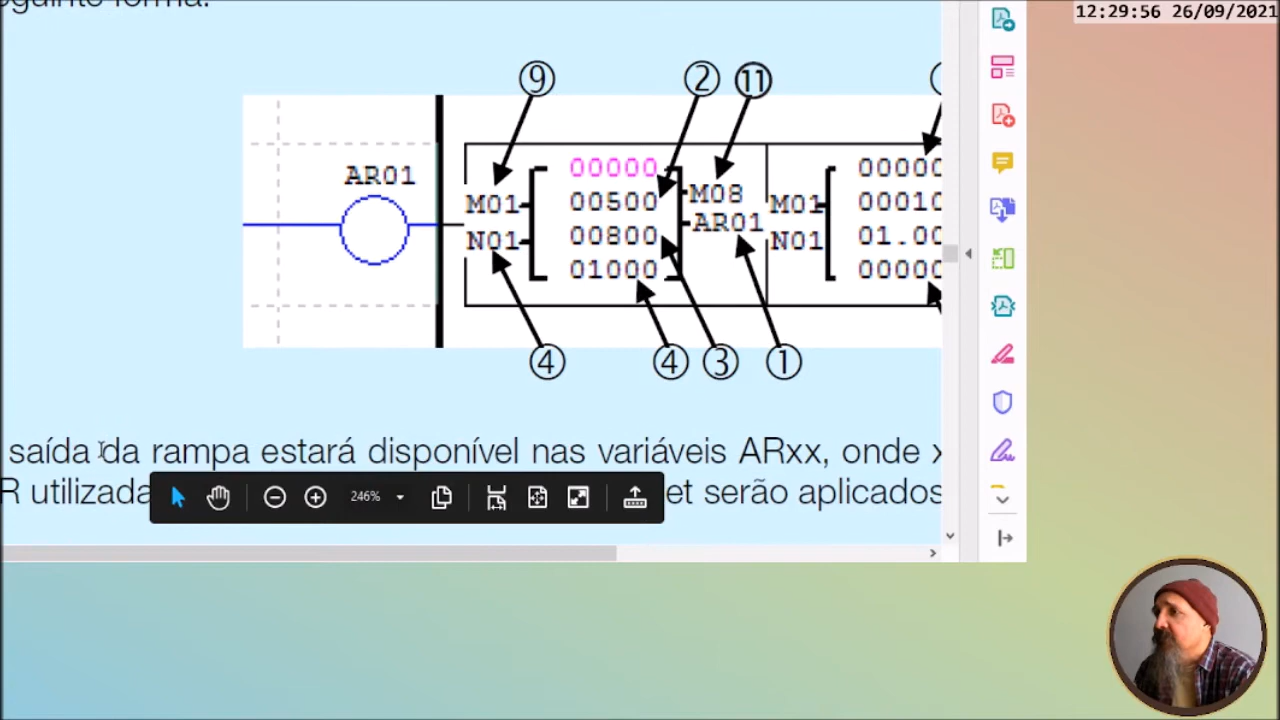 12:29:56 26/09/2021
⑨ ② ⑪
AR01
M01 00000 M08 M01 00000
00500 AR01
N01 00800 N01
01000 00000
④ ④ ③ ①
saída da rampa estará disponível nas variáveis ARxx, onde
R utilizada et serão aplicados
246%